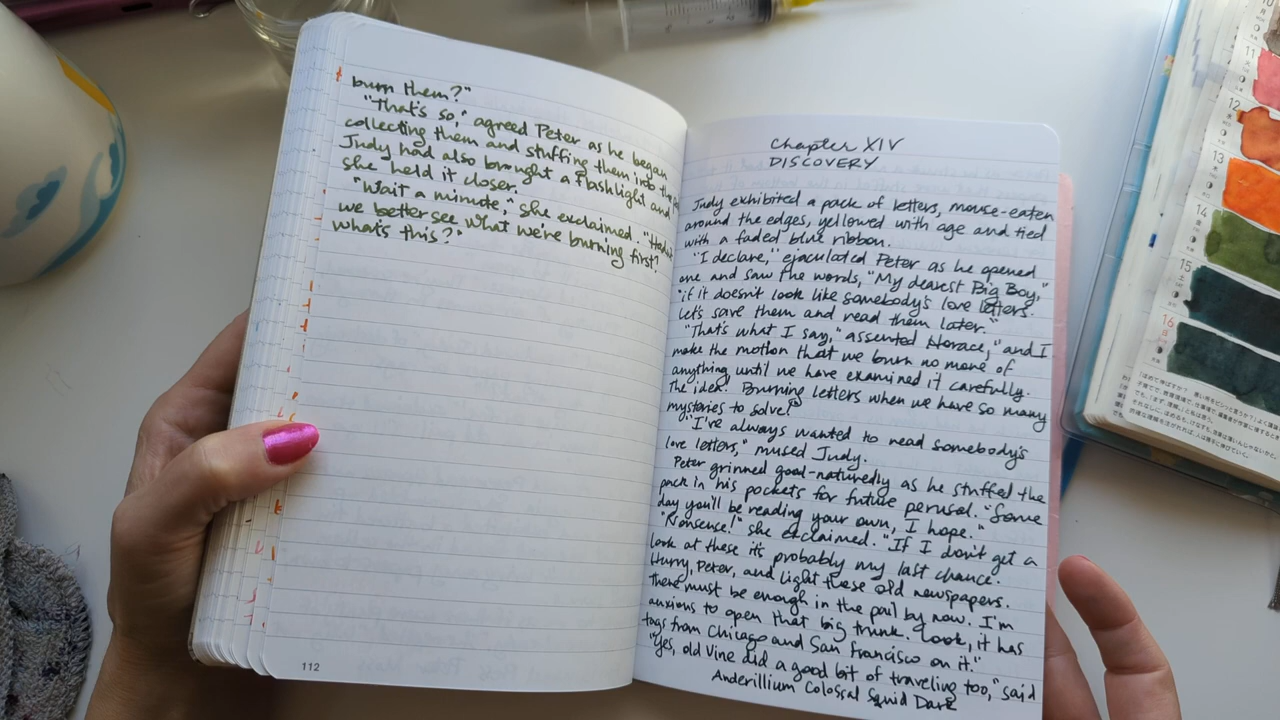 burn them?"
"That's so," agreed Peter as he began
collecting them and stuffing them into the
Judy had also brought a flashlight and
she held it closer.
"Wait a minute," she exclaimed. "Hadn't
we better see what we're burning first?
what's this?"
112
Chapter XIV
DISCOVERY
Judy exhibited a pack of letters, mouse-eaten
around the edges, yellowed with age and tied
with a faded blue ribbon.
"I declare," ejaculated Peter as he opened
one and saw the words, "My dearest Big Boy,"
"if it doesn't look like somebody's love letters.
Let's save them and read them later."
"That's what I say," assented Horace, "and I
make the motion that we burn no more of
anything until we have examined it carefully.
The idea! Burning letters when we have so many
mysteries to solve!"
"I've always wanted to read somebody's
love letters," mused Judy.
Peter grinned good-naturedly as he stuffed the
pack in his pockets for future perusal. "Some
day you'll be reading your own, I hope."
"Nonsense!" she exclaimed. "If I don't get a
look at these it's probably my last chance.
Hurry, Peter, and light those old newspapers.
there must be enough in the pail by now. I'm
anxious to open that big trunk. Look, it has
tags from Chicago and San Francisco on it."
"Yes, old Vine did a good bit of traveling too," said
Anderillium Colossal Squid Dark
11
12
13
14
15
16